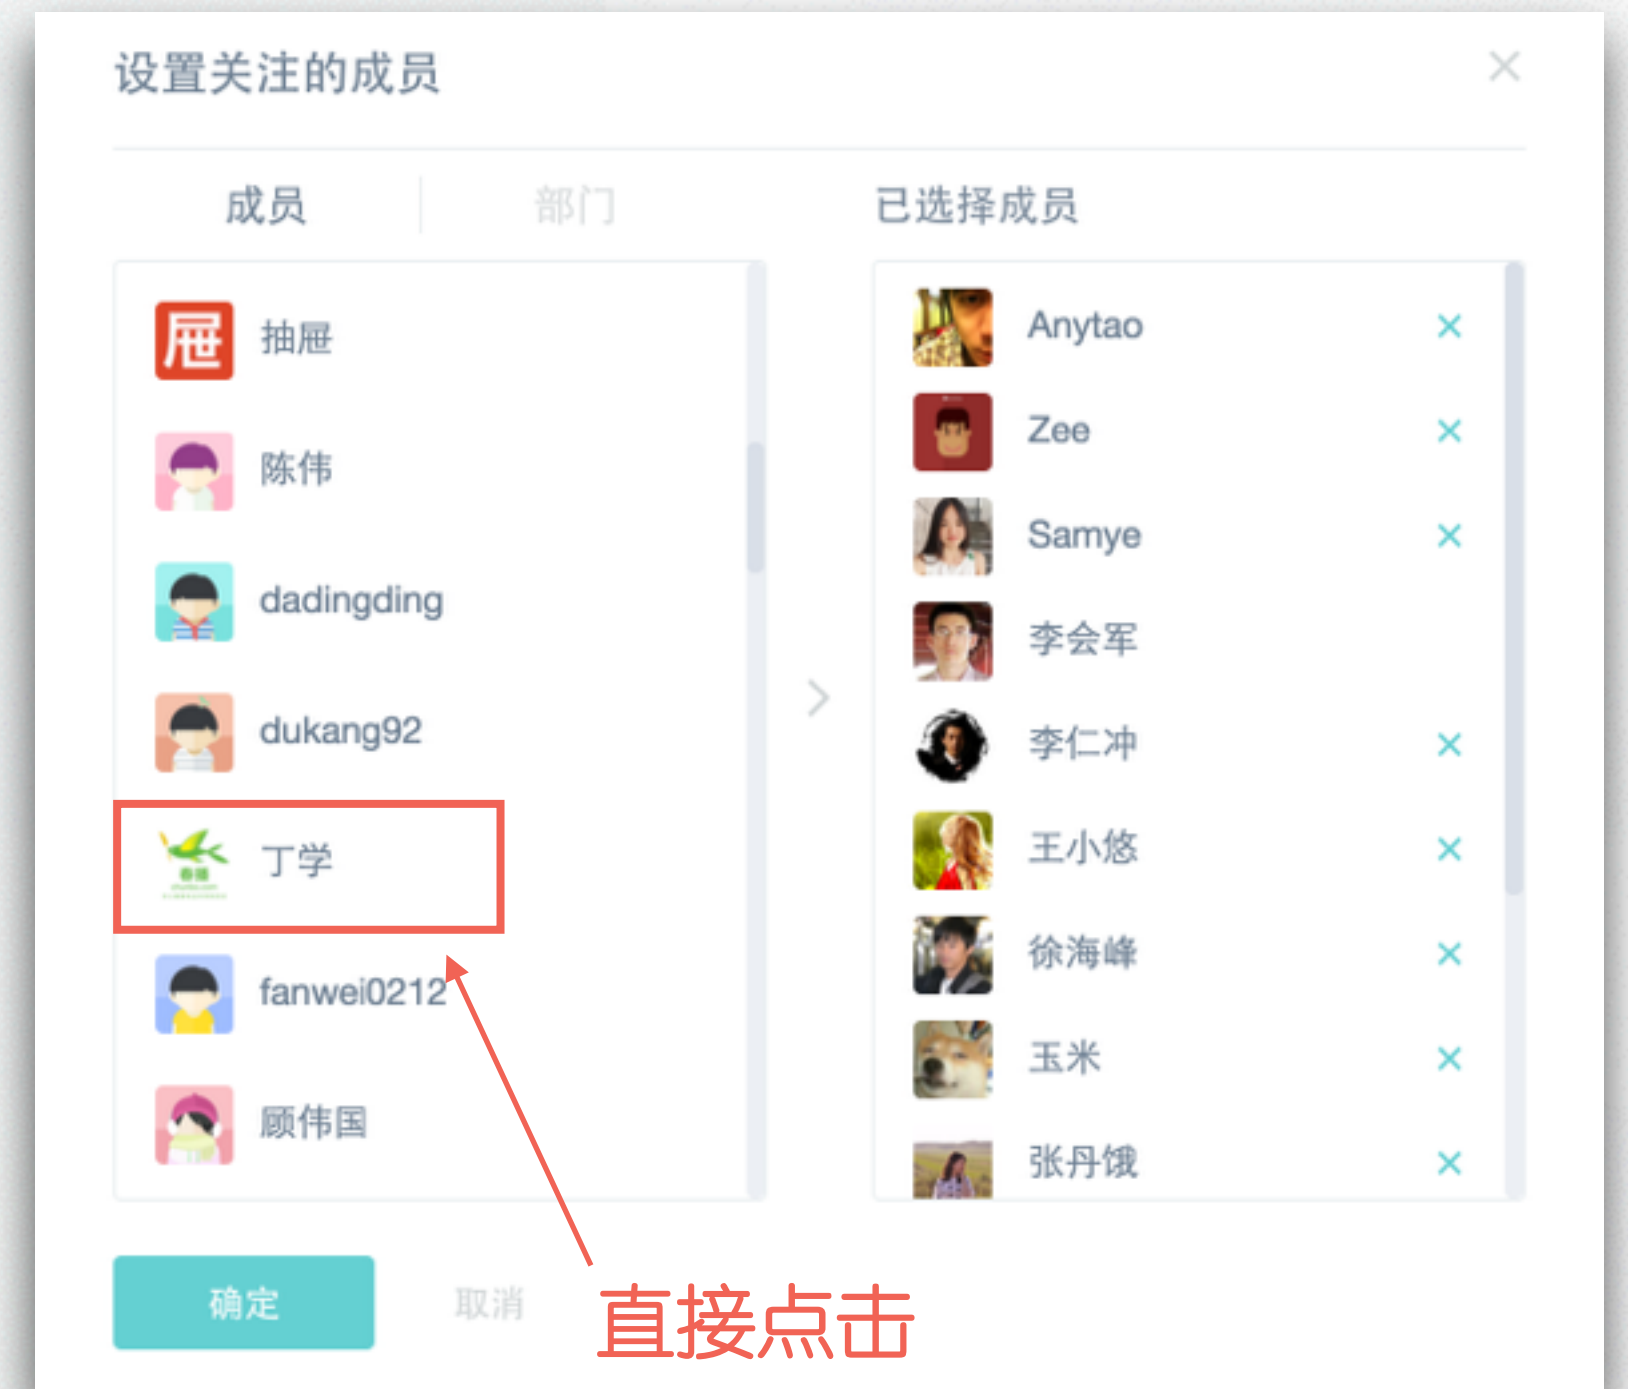 设置关注的成员
成员
部门
已选择成员
屉
抽屉
陈伟
dadingding
dukang92
丁学
fanwei0212
顾伟国
Anytao
Zee
Samye
李会军
李仁冲
王小悠
徐海峰
玉米
张丹饿
确定
取消
直接点击